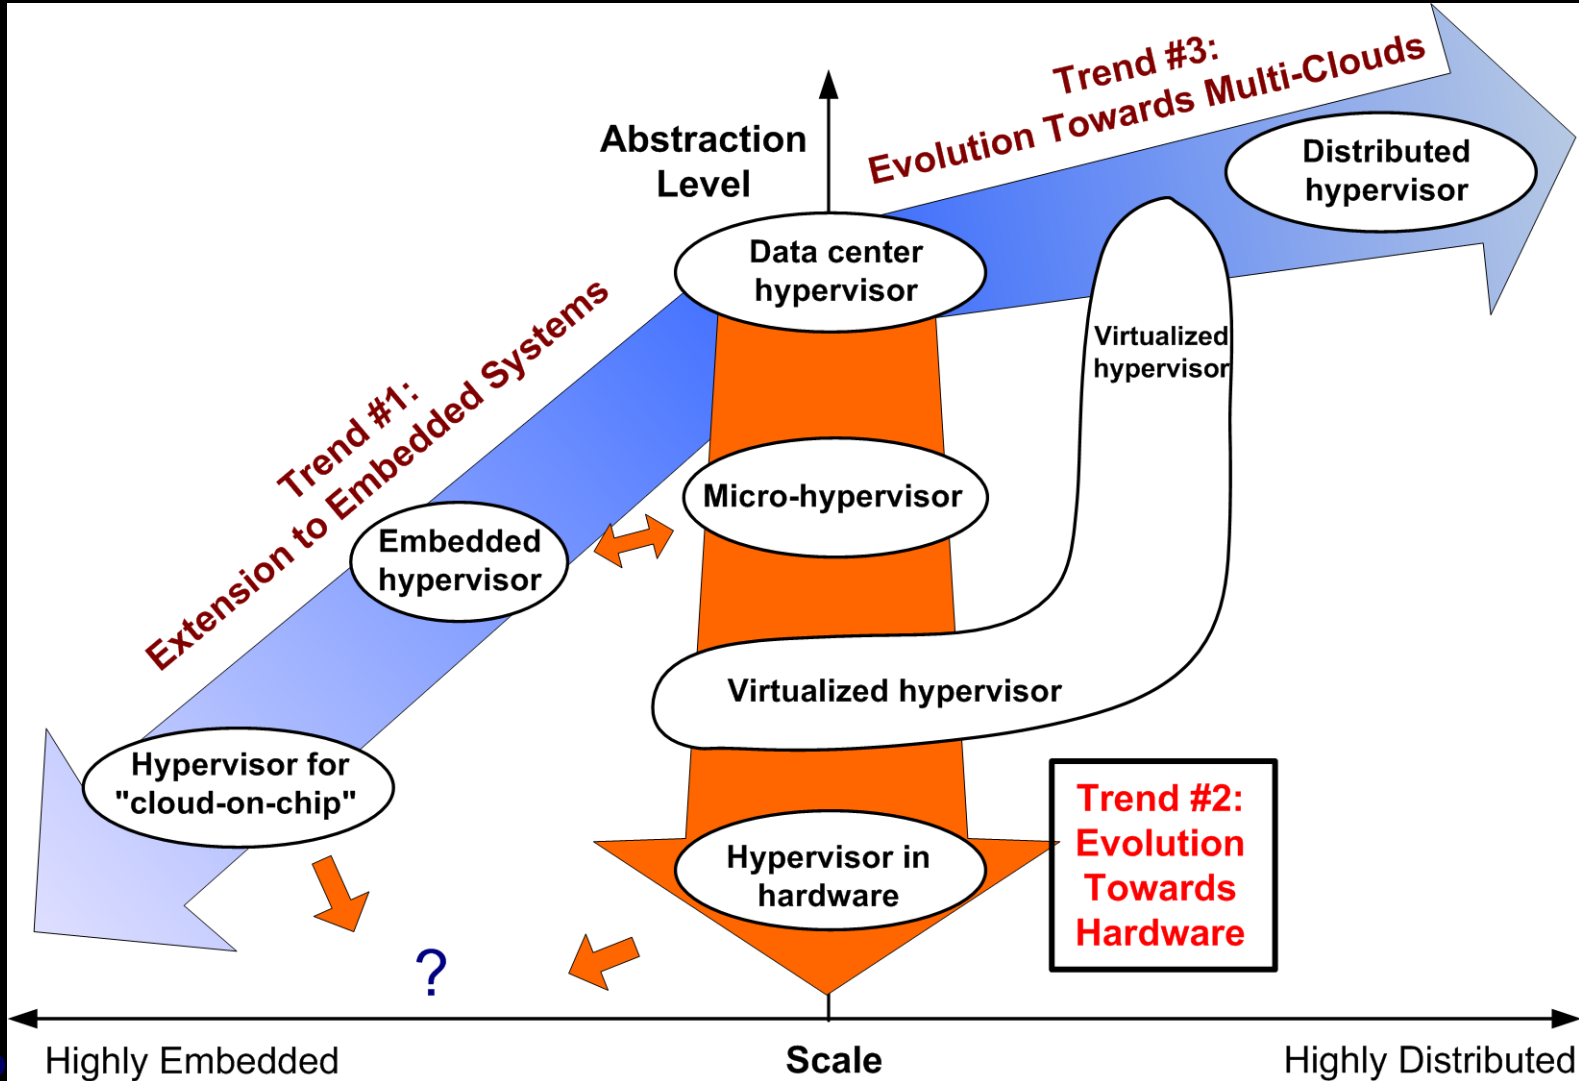 Trend #3:
Evolution Towards Multi-Clouds
Abstraction
Level
Distributed
hypervisor
Data center
hypervisor
Virtualized
hypervisor
Trend #1:
Extension to Embedded Systems
Micro-hypervisor
Embedded
hypervisor
Virtualized hypervisor
Hypervisor for
"cloud-on-chip"
Trend #2:
Evolution
Towards
Hardware
Hypervisor in
hardware
?
Highly Embedded
Scale
Highly Distributed